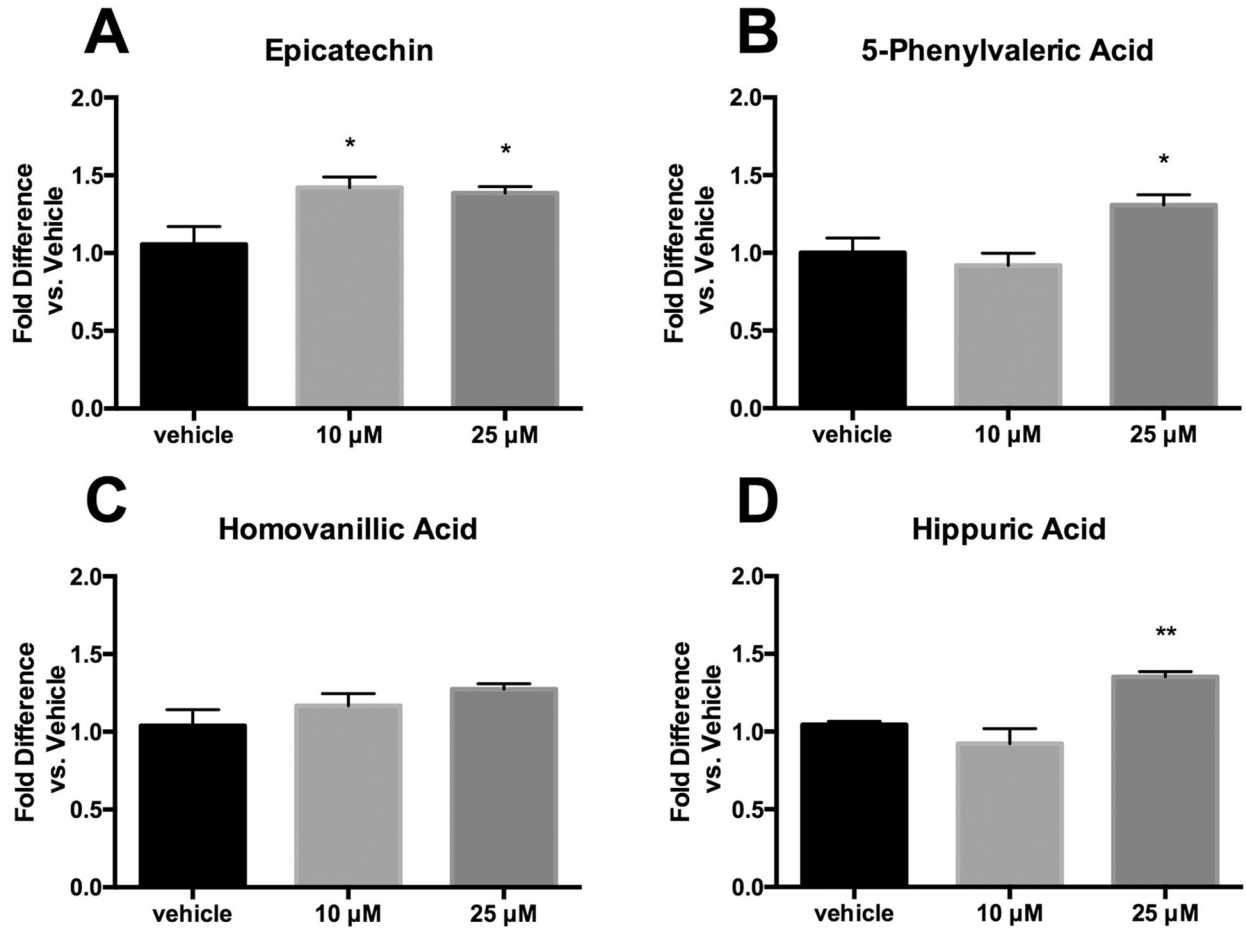 A
Epicatechin
Fold Difference
vs. Vehicle
2.0
1.5
1.0
0.5
0.0
*
*
vehicle
10 µM
25 µM
B
5-Phenylvaleric Acid
Fold Difference
vs. Vehicle
2.0
1.5
1.0
0.5
0.0
*
vehicle
10 µM
25 µM
C
Homovanillic Acid
Fold Difference
vs. Vehicle
2.0
1.5
1.0
0.5
0.0
vehicle
10 µM
25 µM
D
Hippuric Acid
Fold Difference
vs. Vehicle
2.0
1.5
1.0
0.5
0.0
**
vehicle
10 µM
25 µM